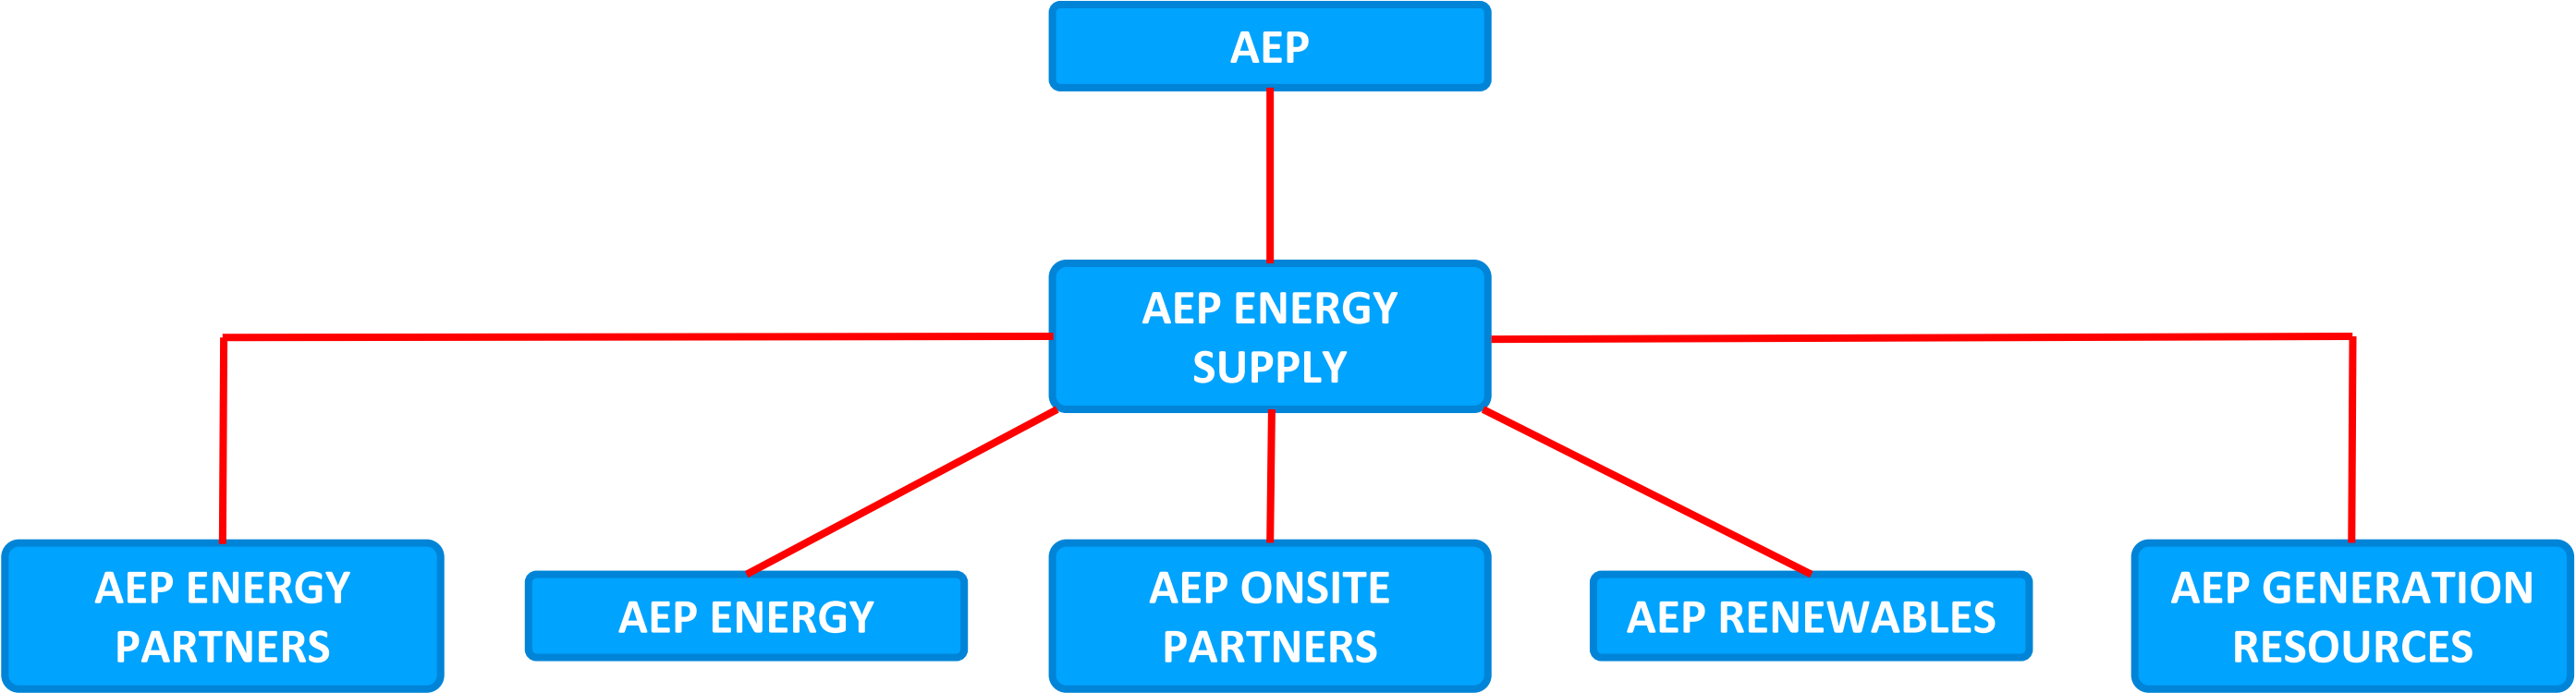 AEP
AEP ENERGY
SUPPLY
AEP ENERGY
PARTNERS
AEP ENERGY
AEP ONSITE
PARTNERS
AEP RENEWABLES
AEP GENERATION
RESOURCES